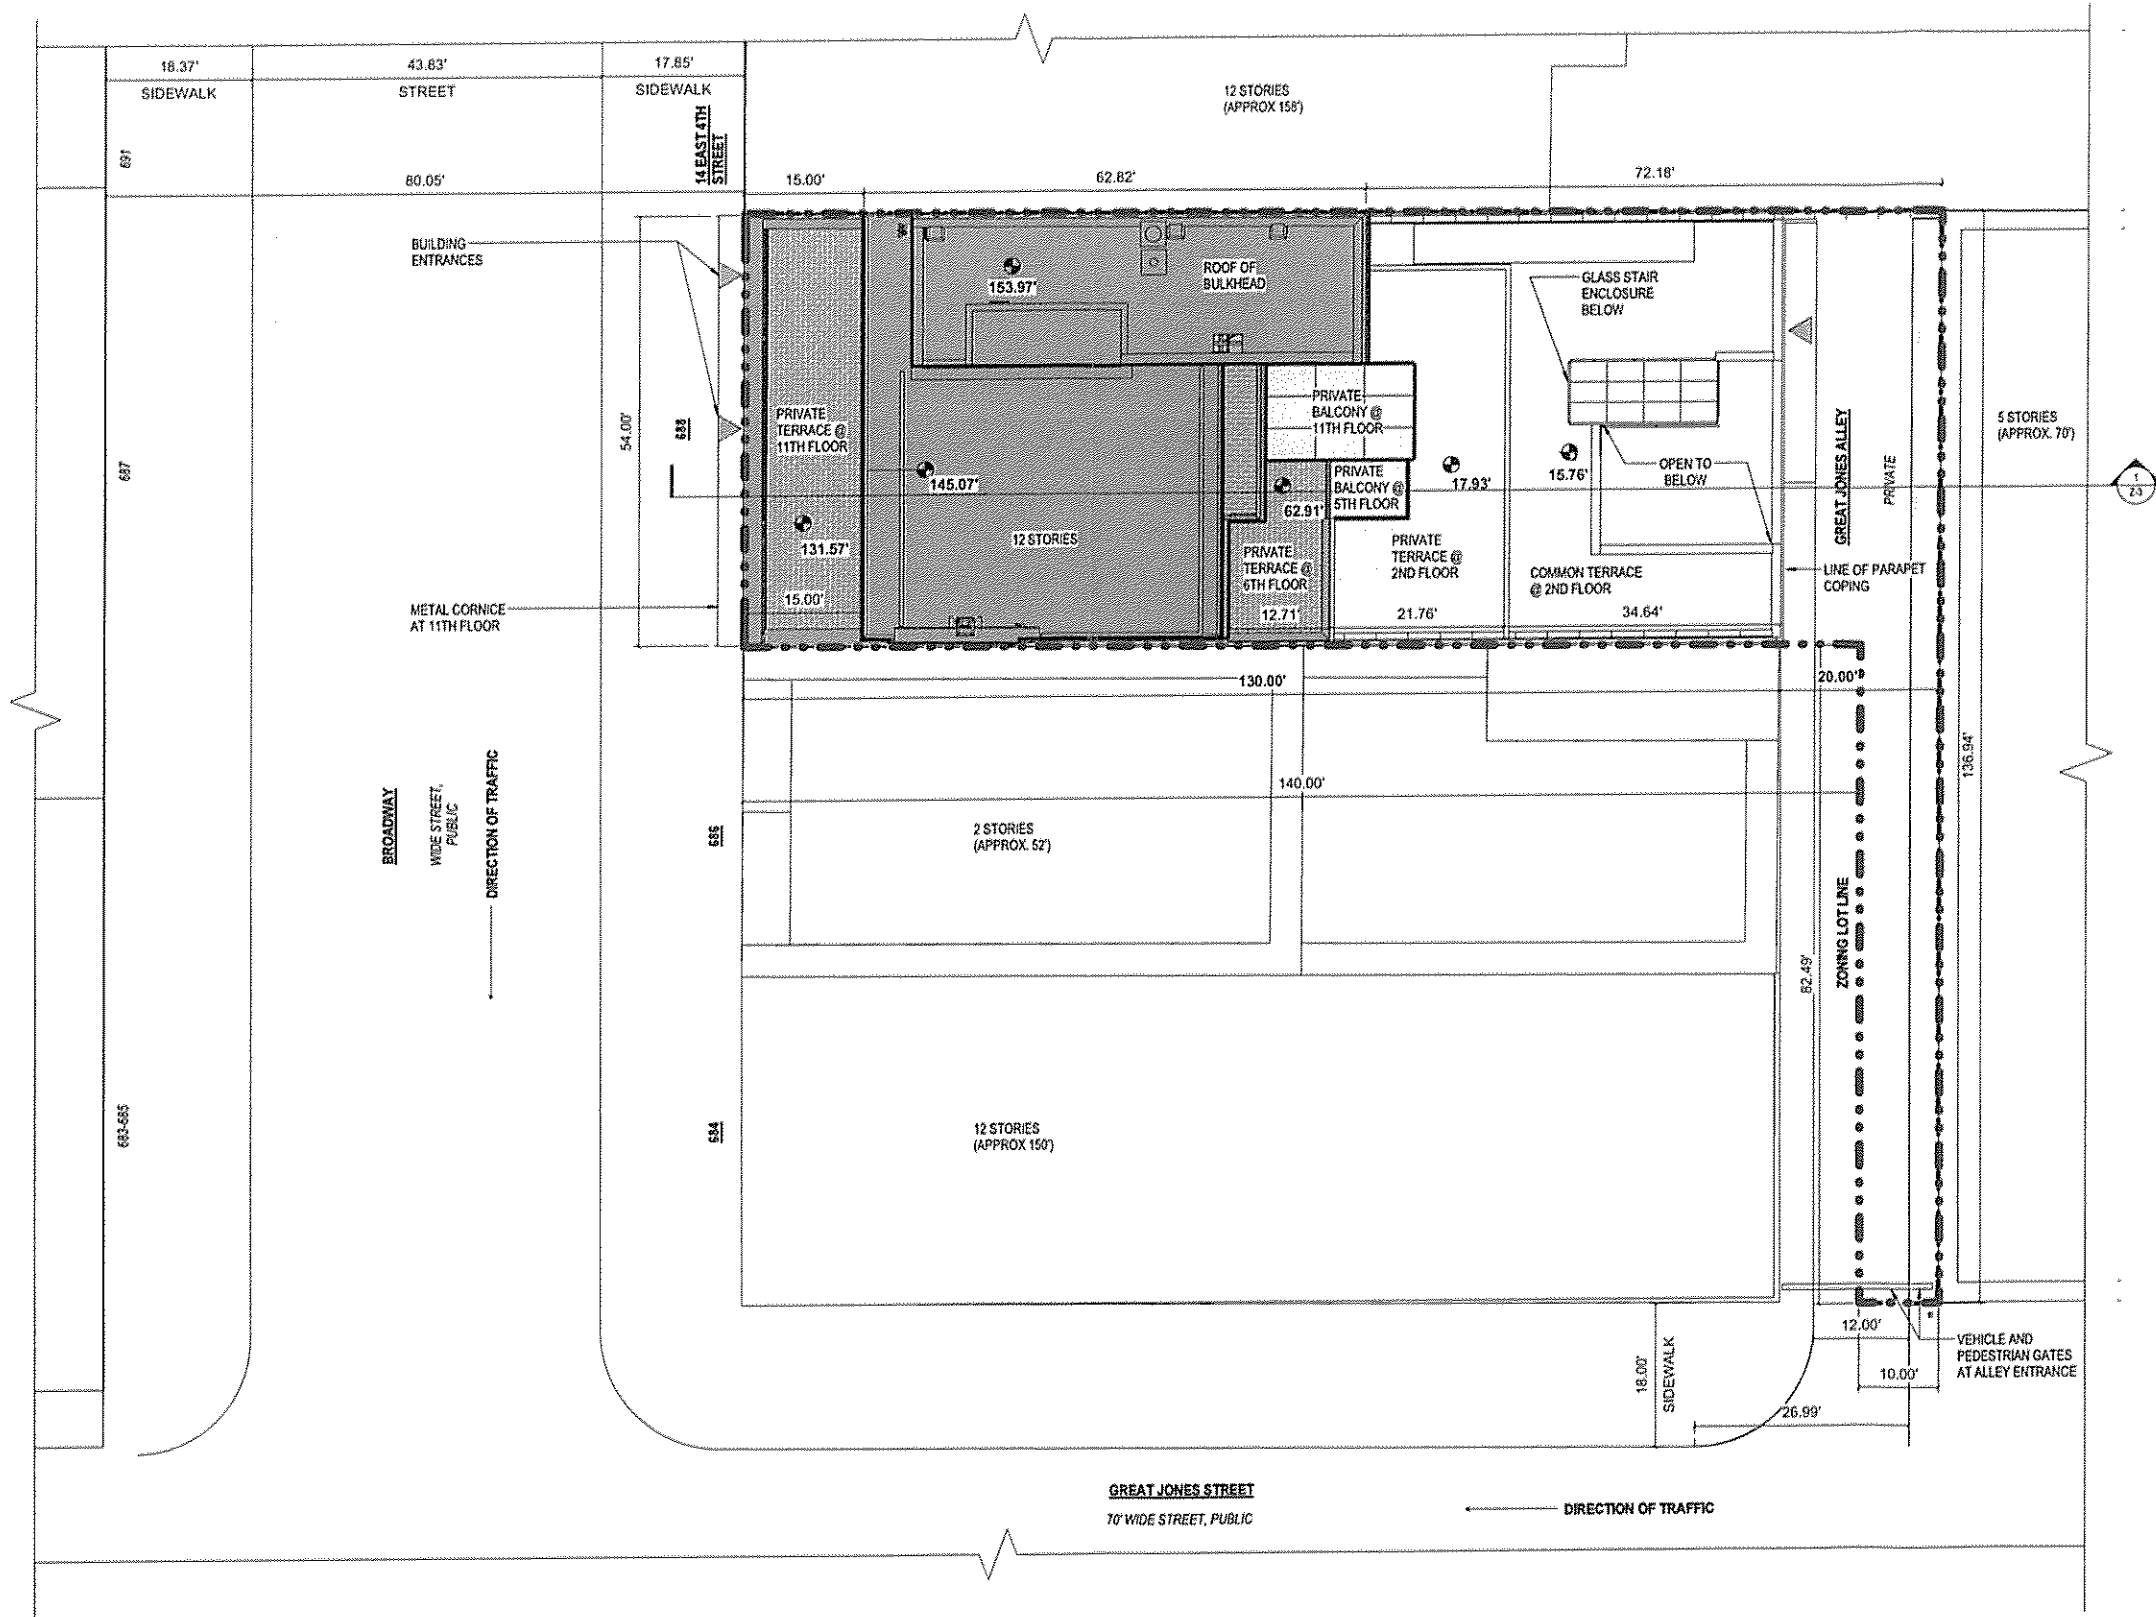 18.37'
43.83'
17.85'
SIDEWALK
STREET
SIDEWALK
12 STORIES
(APPROX 158')
14 EAST 4TH
STREET
691
80.05'
15.00'
62.82'
72.18'
BUILDING
ENTRANCES
153.97'
ROOF OF
BULKHEAD
GLASS STAIR
ENCLOSURE
BELOW
54.00'
688
687
PRIVATE
TERRACE @
11TH FLOOR
PRIVATE
BALCONY @
11TH FLOOR
GREAT JONES ALLEY
PRIVATE
5 STORIES
(APPROX. 70')
145.07'
PRIVATE
BALCONY @
5TH FLOOR
17.93'
15.76'
OPEN TO
BELOW
1
Z-3
62.91'
131.57'
12 STORIES
PRIVATE
TERRACE @
6TH FLOOR
PRIVATE
TERRACE @
2ND FLOOR
COMMON TERRACE
@ 2ND FLOOR
LINE OF PARAPET
COPING
METAL CORNICE
AT 11TH FLOOR
15.00'
12.71'
21.76'
34.64'
130.00'
20.00'
136.94'
140.00'
BROADWAY
WIDE STREET,
PUBLIC
DIRECTION OF TRAFFIC
686
2 STORIES
(APPROX. 52')
82.49'
ZONING LOT LINE
683-685
684
12 STORIES
(APPROX 150')
12.00'
VEHICLE AND
PEDESTRIAN GATES
AT ALLEY ENTRANCE
18.00'
SIDEWALK
10.00'
26.99'
GREAT JONES STREET
70' WIDE STREET, PUBLIC
DIRECTION OF TRAFFIC